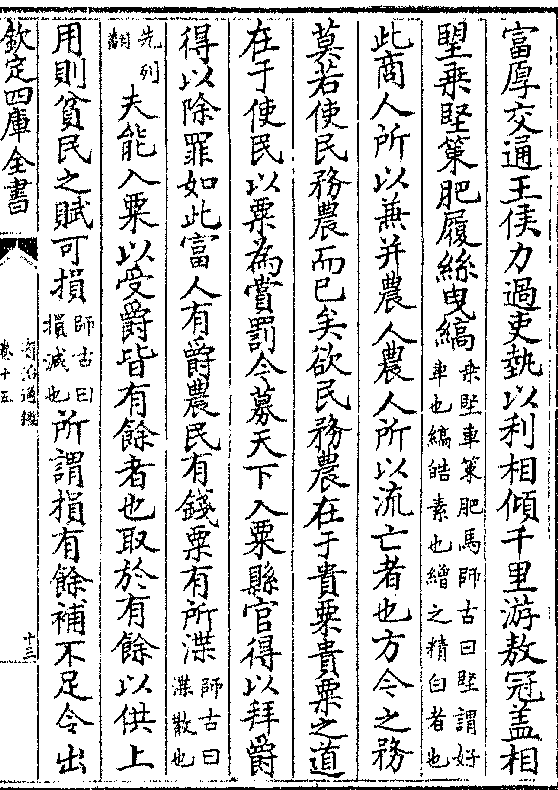 富厚交通王侯力過吏埶以利相傾千里游敖冠盖相
朢乘堅策肥履絲曳縞乘堅車策肥馬師古曰堅謂好車也縞皓素也繒之精白者也
此商人所以兼并農人農人所以流亡者也方今之務
莫若使民務農而已矣欲民務農在于貴粟貴粟之道
在于使民以粟為賞罰今募天下入粟縣官得以拜爵
得以除罪如此富人有爵農民有錢粟有所渫師古曰渫散也
先列翻夫能入粟以受爵皆有餘者也取於有餘以供上
用則貧民之賦可損師古曰損減也所謂損有餘補不足令出
欽定四庫全書
資治通鑑
卷十五
十三